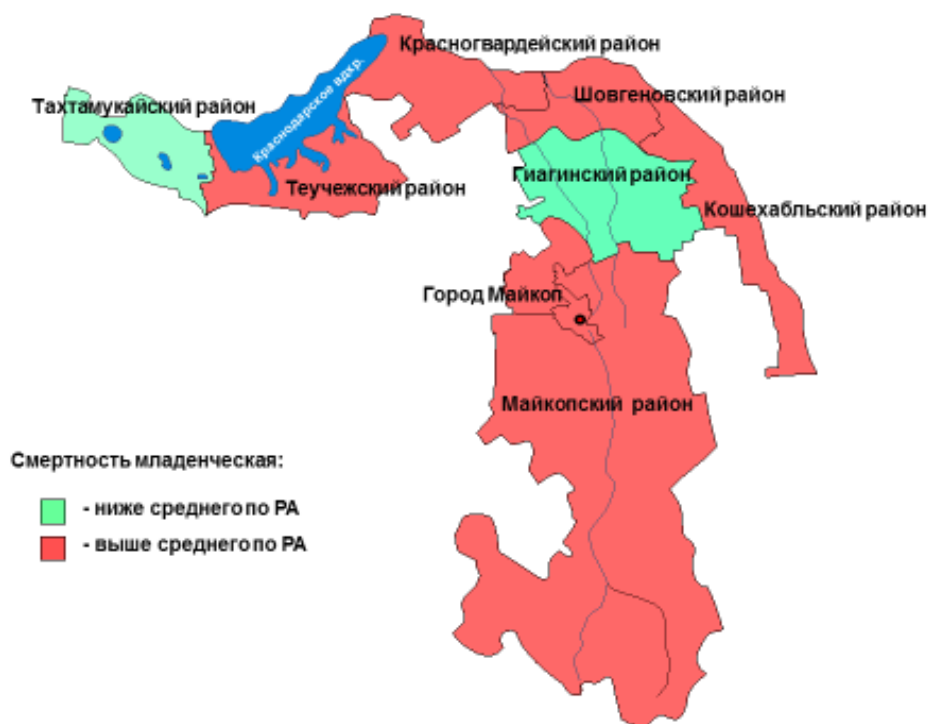 Красногвардейский район
Тахтамукайский район
Краснодарское вдхр.
Шовгеновский район
Теучежский район
Гиагинский район
Кошехабльский район
Город Майкоп
Майкопский район
Смертность младенческая:
- ниже среднего по РА
- выше среднего по РА